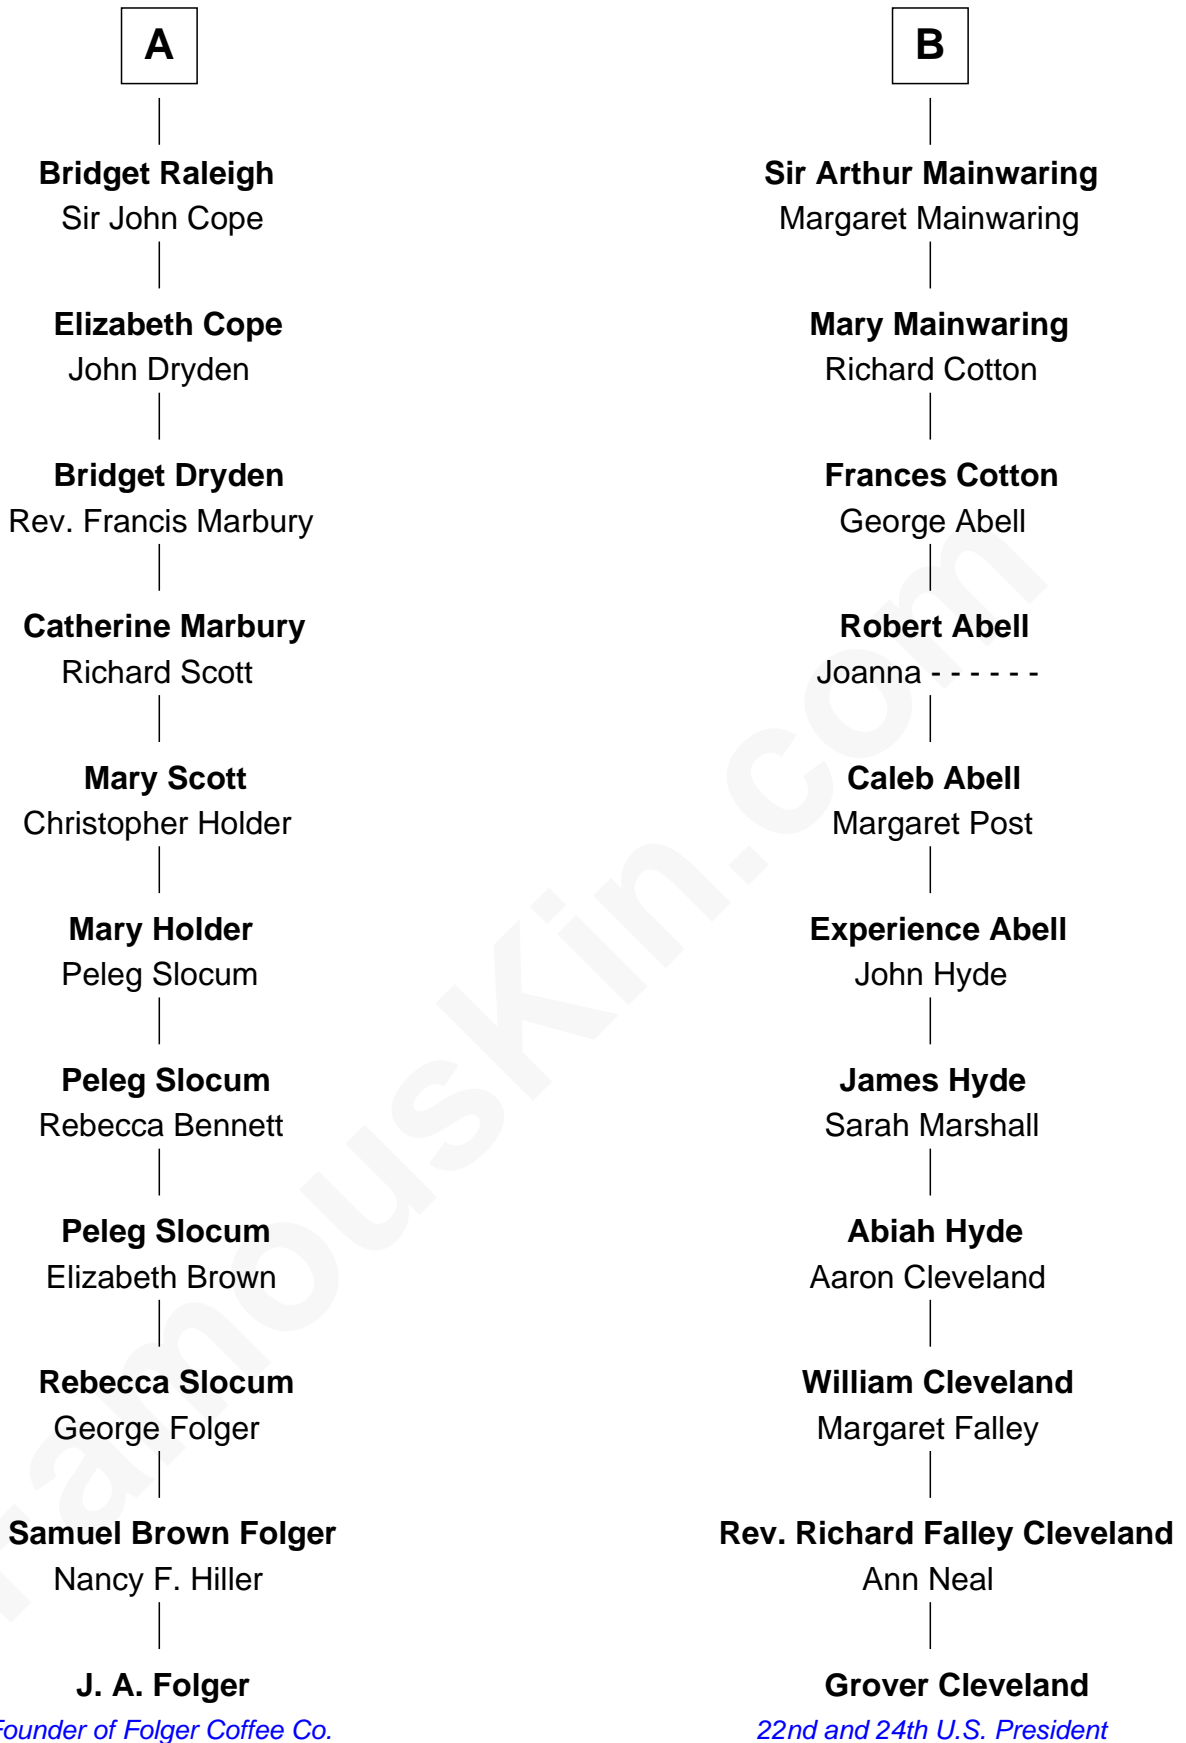 A
Bridget Raleigh
Sir John Cope
Elizabeth Cope
John Dryden
Bridget Dryden
Rev. Francis Marbury
Catherine Marbury
Richard Scott
Mary Scott
Christopher Holder
Mary Holder
Peleg Slocum
Peleg Slocum
Rebecca Bennett
Peleg Slocum
Elizabeth Brown
Rebecca Slocum
George Folger
Samuel Brown Folger
Nancy F. Hiller
J. A. Folger
Founder of Folger Coffee Co.
B
Sir Arthur Mainwaring
Margaret Mainwaring
Mary Mainwaring
Richard Cotton
Frances Cotton
George Abell
Robert Abell
Joanna - - - - - -
Caleb Abell
Margaret Post
Experience Abell
John Hyde
James Hyde
Sarah Marshall
Abiah Hyde
Aaron Cleveland
William Cleveland
Margaret Falley
Rev. Richard Falley Cleveland
Ann Neal
Grover Cleveland
22nd and 24th U.S. President
FamousKin.com